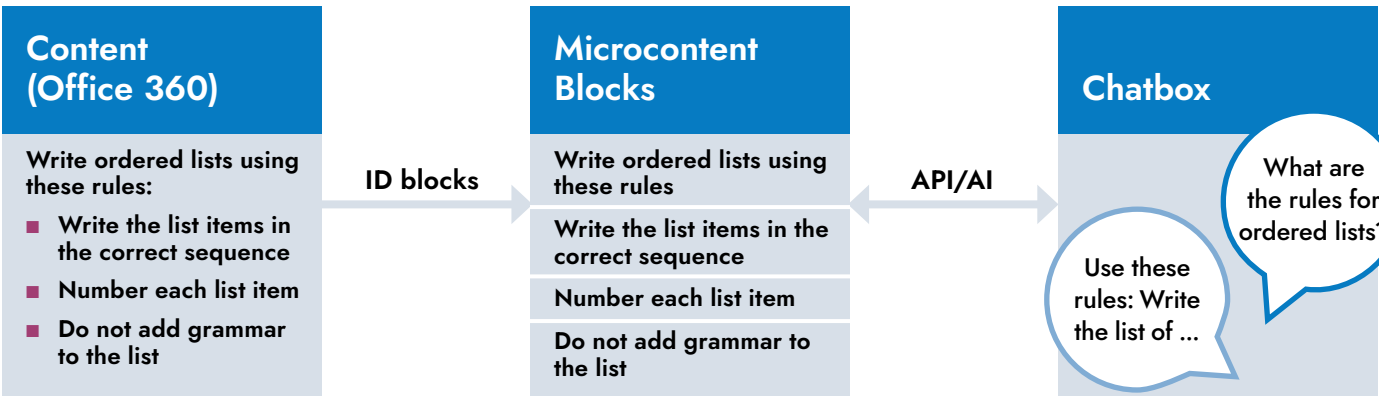 Content
(Office 360)
Write ordered lists using
these rules:
Write the list items in
the correct sequence
Number each list item
Do not add grammar
to the list
ID blocks
Microcontent
Blocks
Write ordered lists using
these rules
Write the list items in the
correct sequence
Number each list item
Do not add grammar to
the list
API/AI
Chatbox
What are
the rules for
ordered lists?
Use these
rules: Write
the list of ...